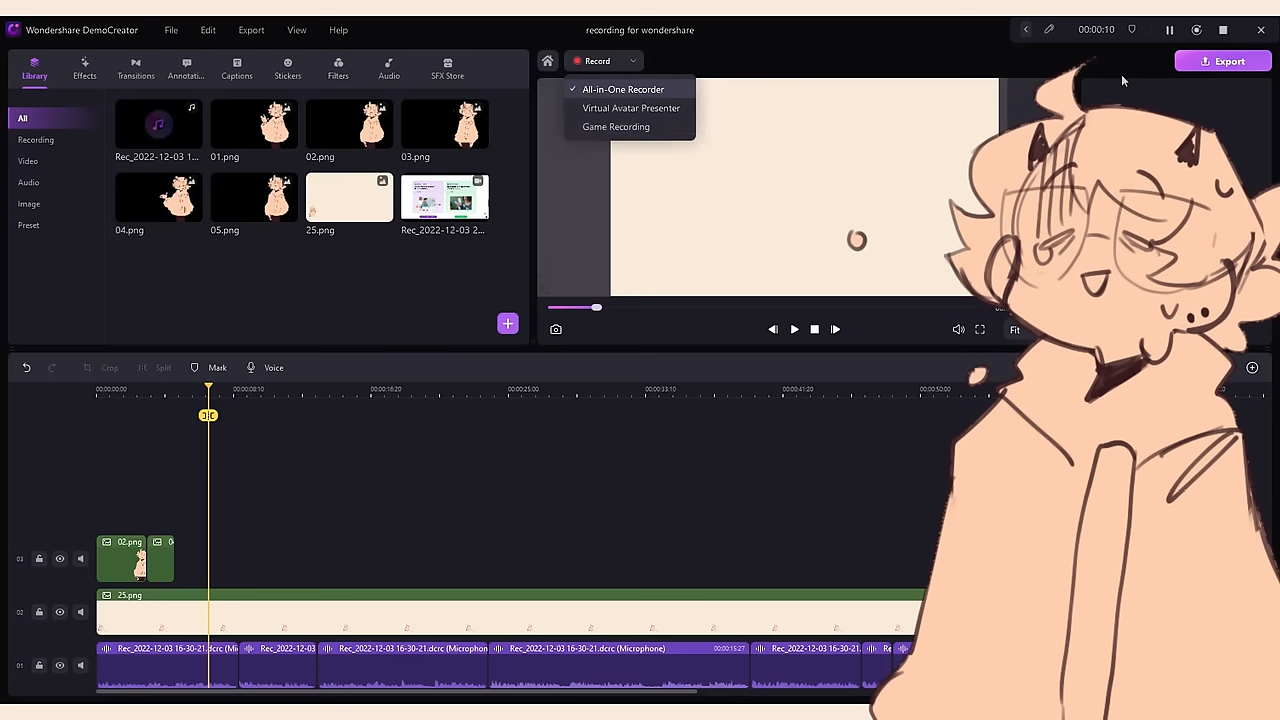 Wondershare DemoCreator File Edit Export View Help recording for wondershare 00:00:10
Library Effects Transitions Annotati... Captions Stickers Filters Audio SFX Store
Record Export
All
Recording
Video
Audio
Image
Preset
Rec_2022-12-03 1... 01.png 02.png 03.png
04.png 05.png 25.png Rec_2022-12-03 2...
All-in-One Recorder
Virtual Avatar Presenter
Game Recording
Fit
Crop Split Mark Voice
00:00:00:00 00:00:08:10 00:00:16:20 00:00:25:00 00:00:33:10 00:00:41:20 00:00:50:00
03 02.png
02 25.png
01 Rec_2022-12-03 16-30-21.dcrc (Mi Rec_2022-12-03 Rec_2022-12-03 16-30-21.dcrc (Microphon Rec_2022-12-03 16-30-21.dcrc (Microphone) 00:00:15:27 Rec_2022-12-03 16-30-21. Re